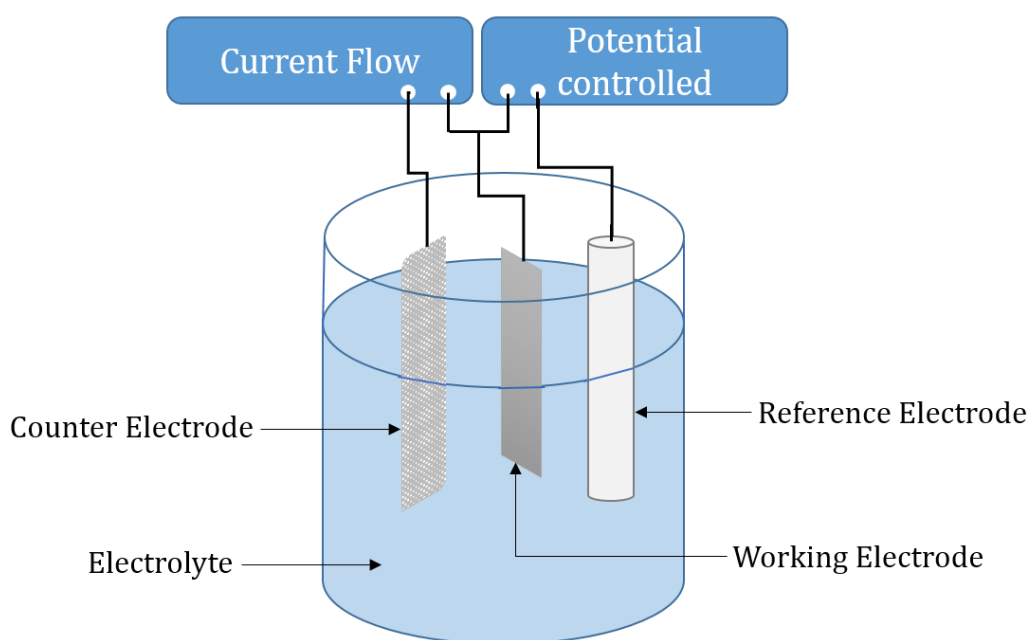 Current Flow
Potential
controlled
Counter Electrode
Reference Electrode
Electrolyte
Working Electrode